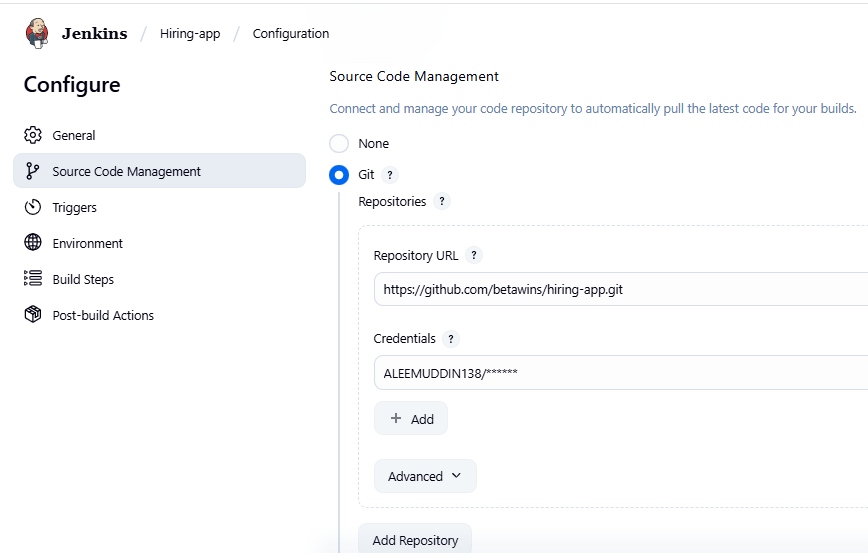 Jenkins / Hiring-app / Configuration
Configure
General
Source Code Management
Triggers
Environment
Build Steps
Post-build Actions
Source Code Management
Connect and manage your code repository to automatically pull the latest code for your builds.
None
Git ?
Repositories ?
Repository URL ?
https://github.com/betawins/hiring-app.git
Credentials ?
ALEEMUDDIN138/******
+ Add
Advanced
Add Repository